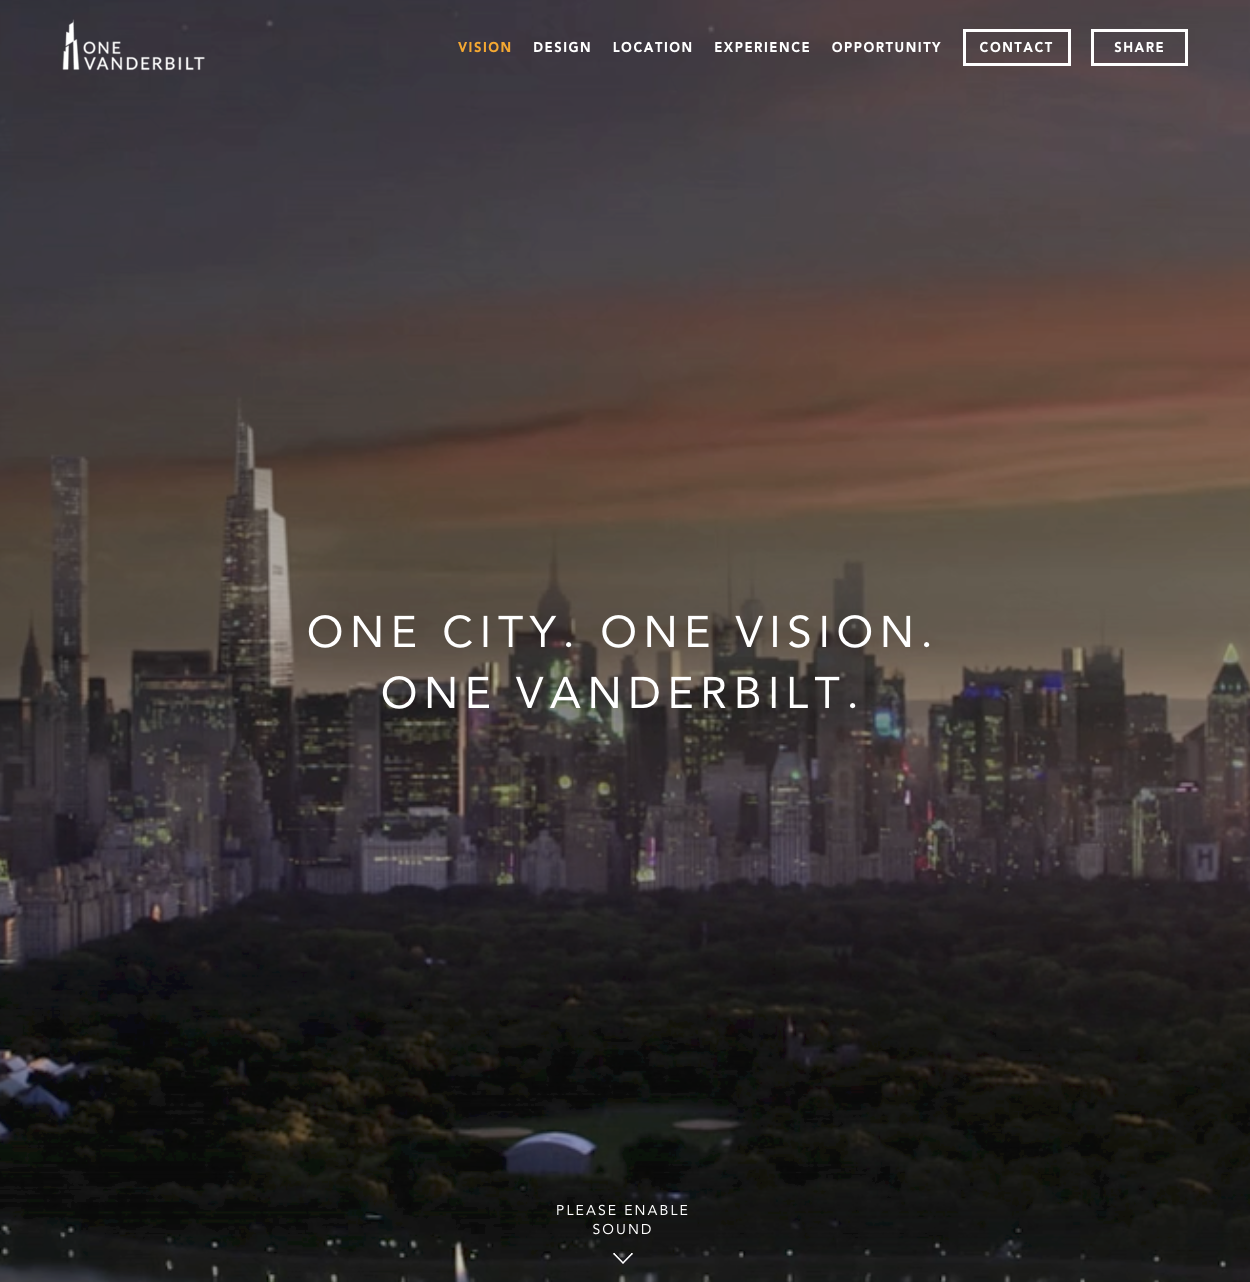 ONE
VANDERBILT
VISION DESIGN LOCATION EXPERIENCE OPPORTUNITY CONTACT SHARE
ONE CITY. ONE VISION.
ONE VANDERBILT.
H
PLEASE ENABLE
SOUND